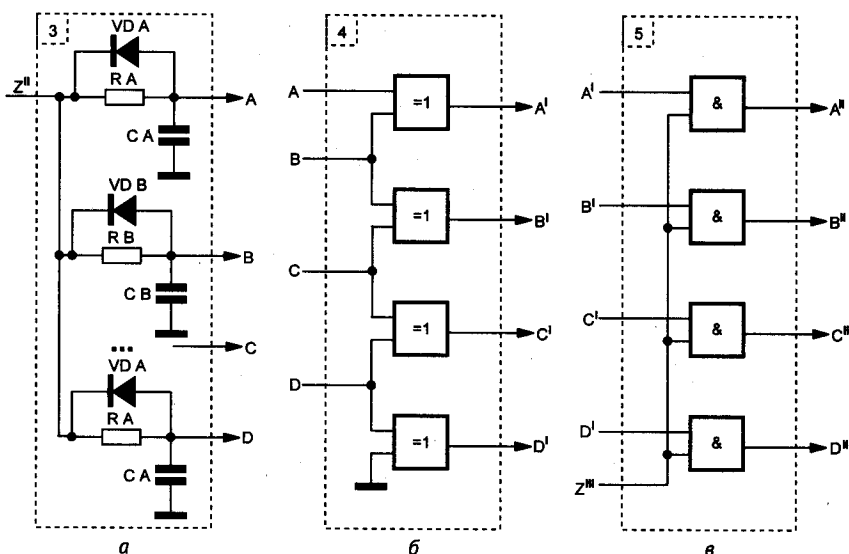 3
VD A
Z"
R A
A
C A
VD B
R B
B
C B
C
...
VD A
R A
D
C A
а
4
A
=1
A'
B
=1
B'
C
=1
C'
D
=1
D'
б
5
A'
&
A"
B'
&
B"
C'
&
C"
D'
&
D"
Z'''
в